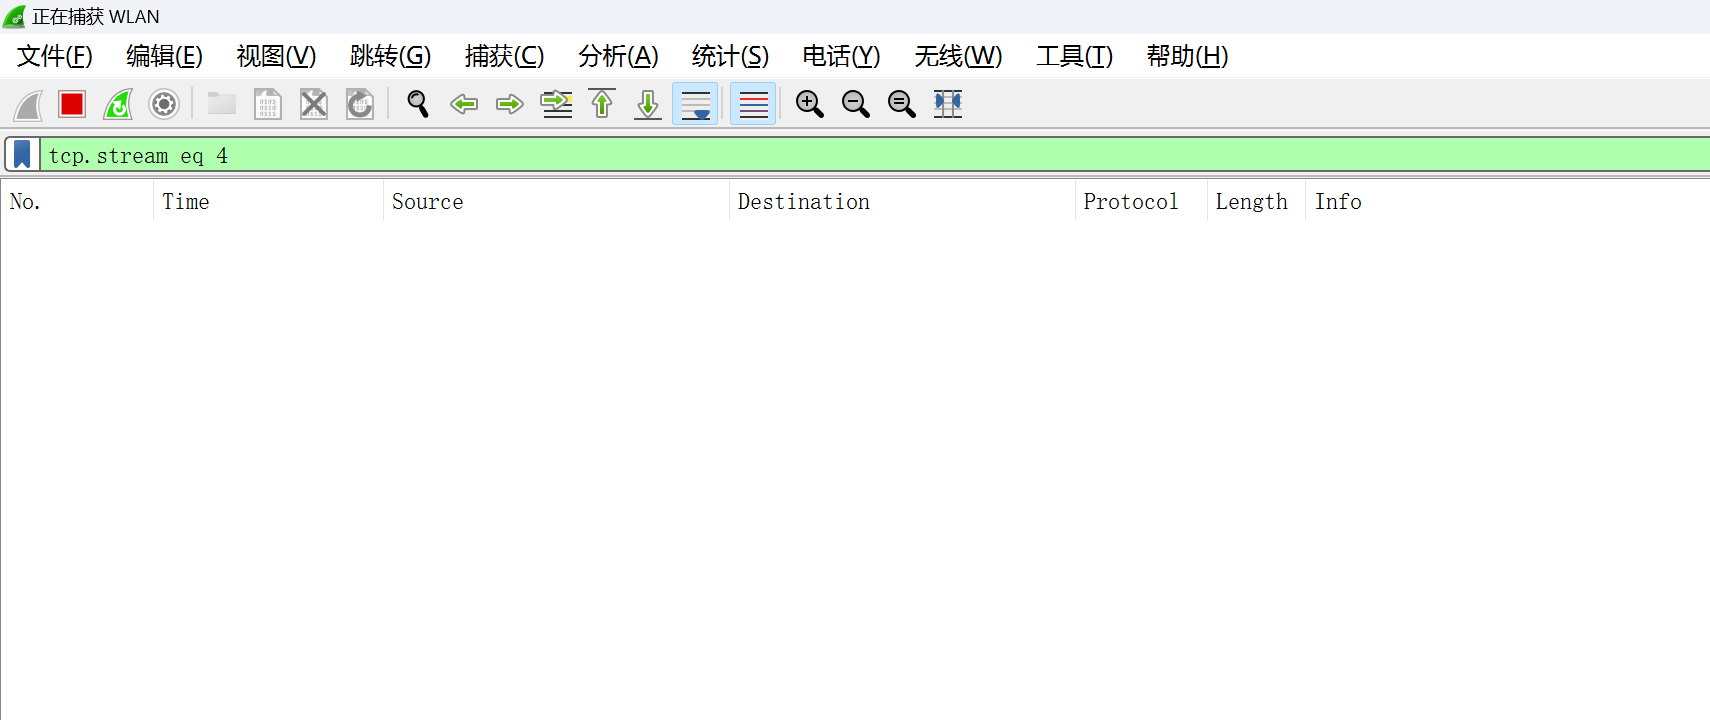 正在捕获 WLAN
文件(F) 编辑(E) 视图(V) 跳转(G) 捕获(C) 分析(A) 统计(S) 电话(Y) 无线(W) 工具(T) 帮助(H)
tcp.stream eq 4
No. Time Source Destination Protocol Length Info